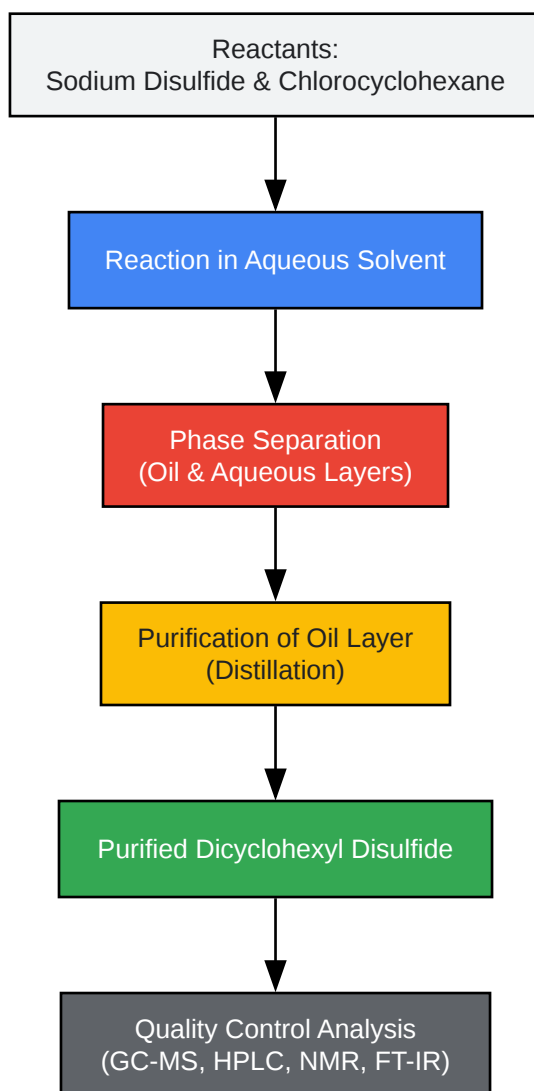 Reactants:
Sodium Disulfide & Chlorocyclohexane
Reaction in Aqueous Solvent
Phase Separation
(Oil & Aqueous Layers)
Purification of Oil Layer
(Distillation)
Purified Dicyclohexyl Disulfide
Quality Control Analysis
(GC-MS, HPLC, NMR, FT-IR)